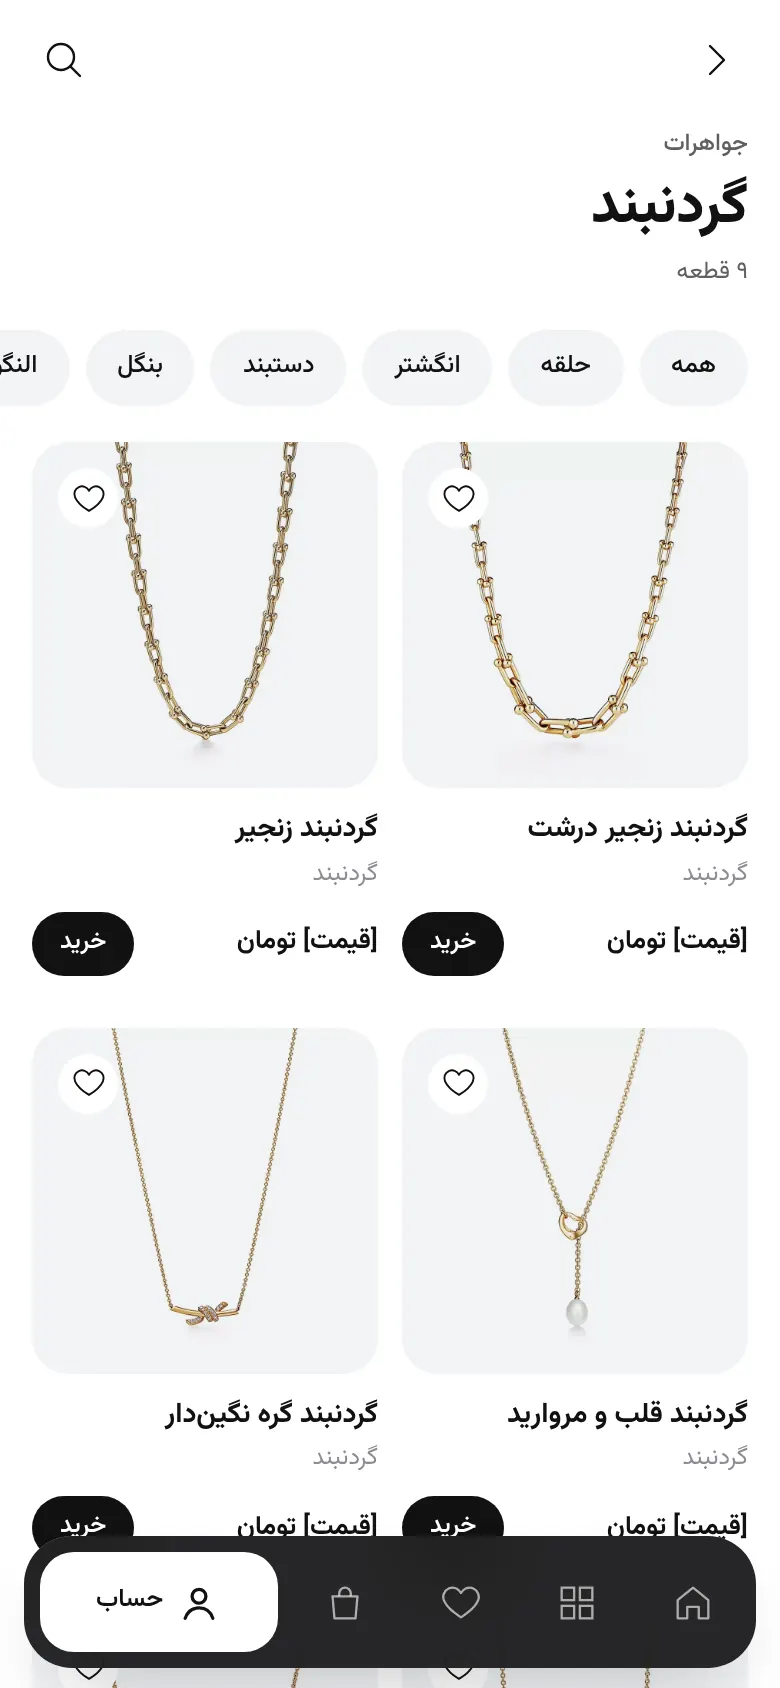 جواهرات
گردنبند
۹ قطعه
همه حلقه انگشتر دستبند بنگل
گردنبند زنجیر درشت
گردنبند
[قیمت] تومان
خرید
گردنبند زنجیر
گردنبند
[قیمت] تومان
خرید
گردنبند قلب و مروارید
گردنبند
[قیمت] تومان
خرید
گردنبند گره نگین‌دار
گردنبند
[قیمت] تومان
خرید
حساب